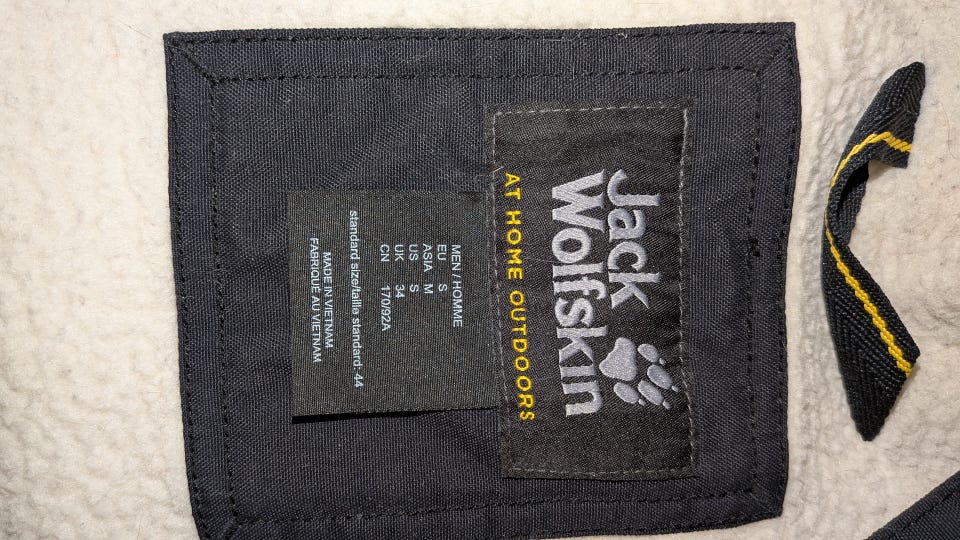 Jack
Wolfskin
AT HOME OUTDOORS
MEN / HOMME
EU S
ASIA M
US S
UK 34
CN 170/92A
standard size/taille standard: 44
MADE IN VIETNAM
FABRIQUÉ AU VIETNAM